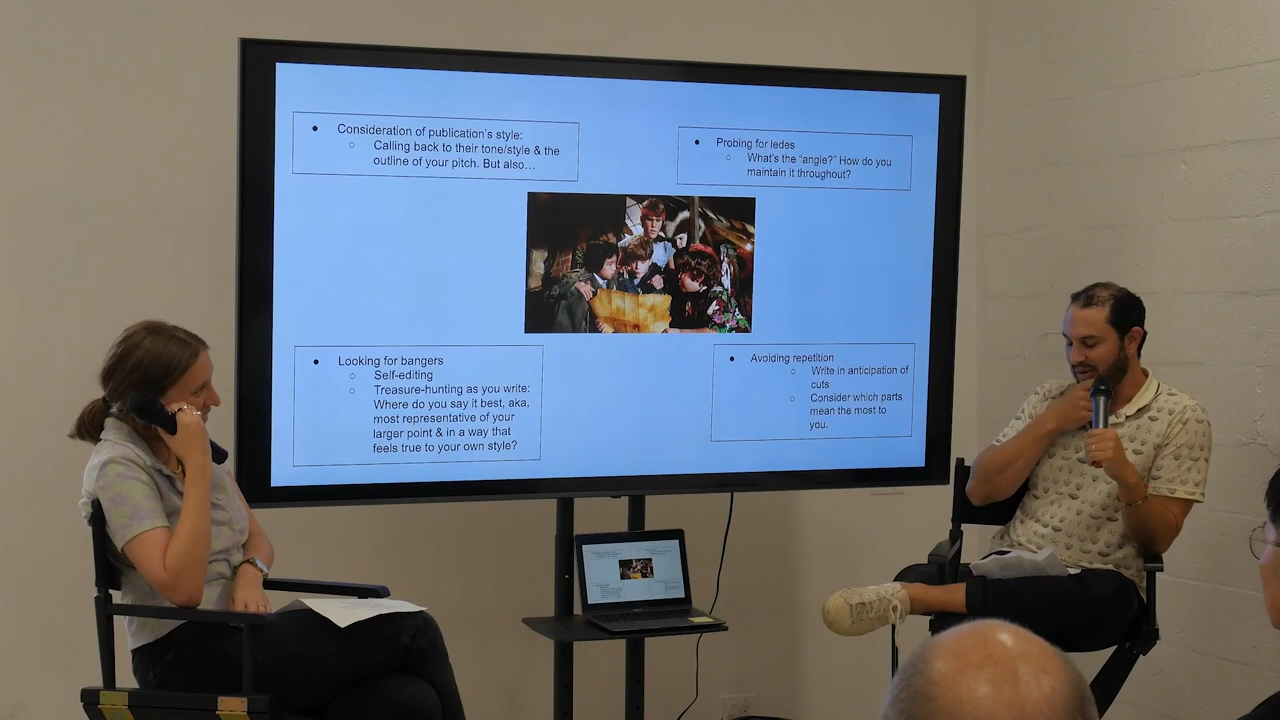 ● Consideration of publication's style:
○ Calling back to their tone/style & the
outline of your pitch. But also...
● Probing for ledes
○ What's the "angle?" How do you
maintain it throughout?
● Looking for bangers
○ Self-editing
○ Treasure-hunting as you write:
Where do you say it best, aka,
most representative of your
larger point & in a way that
feels true to your own style?
● Avoiding repetition
○ Write in anticipation of
cuts
○ Consider which parts
mean the most to
you.